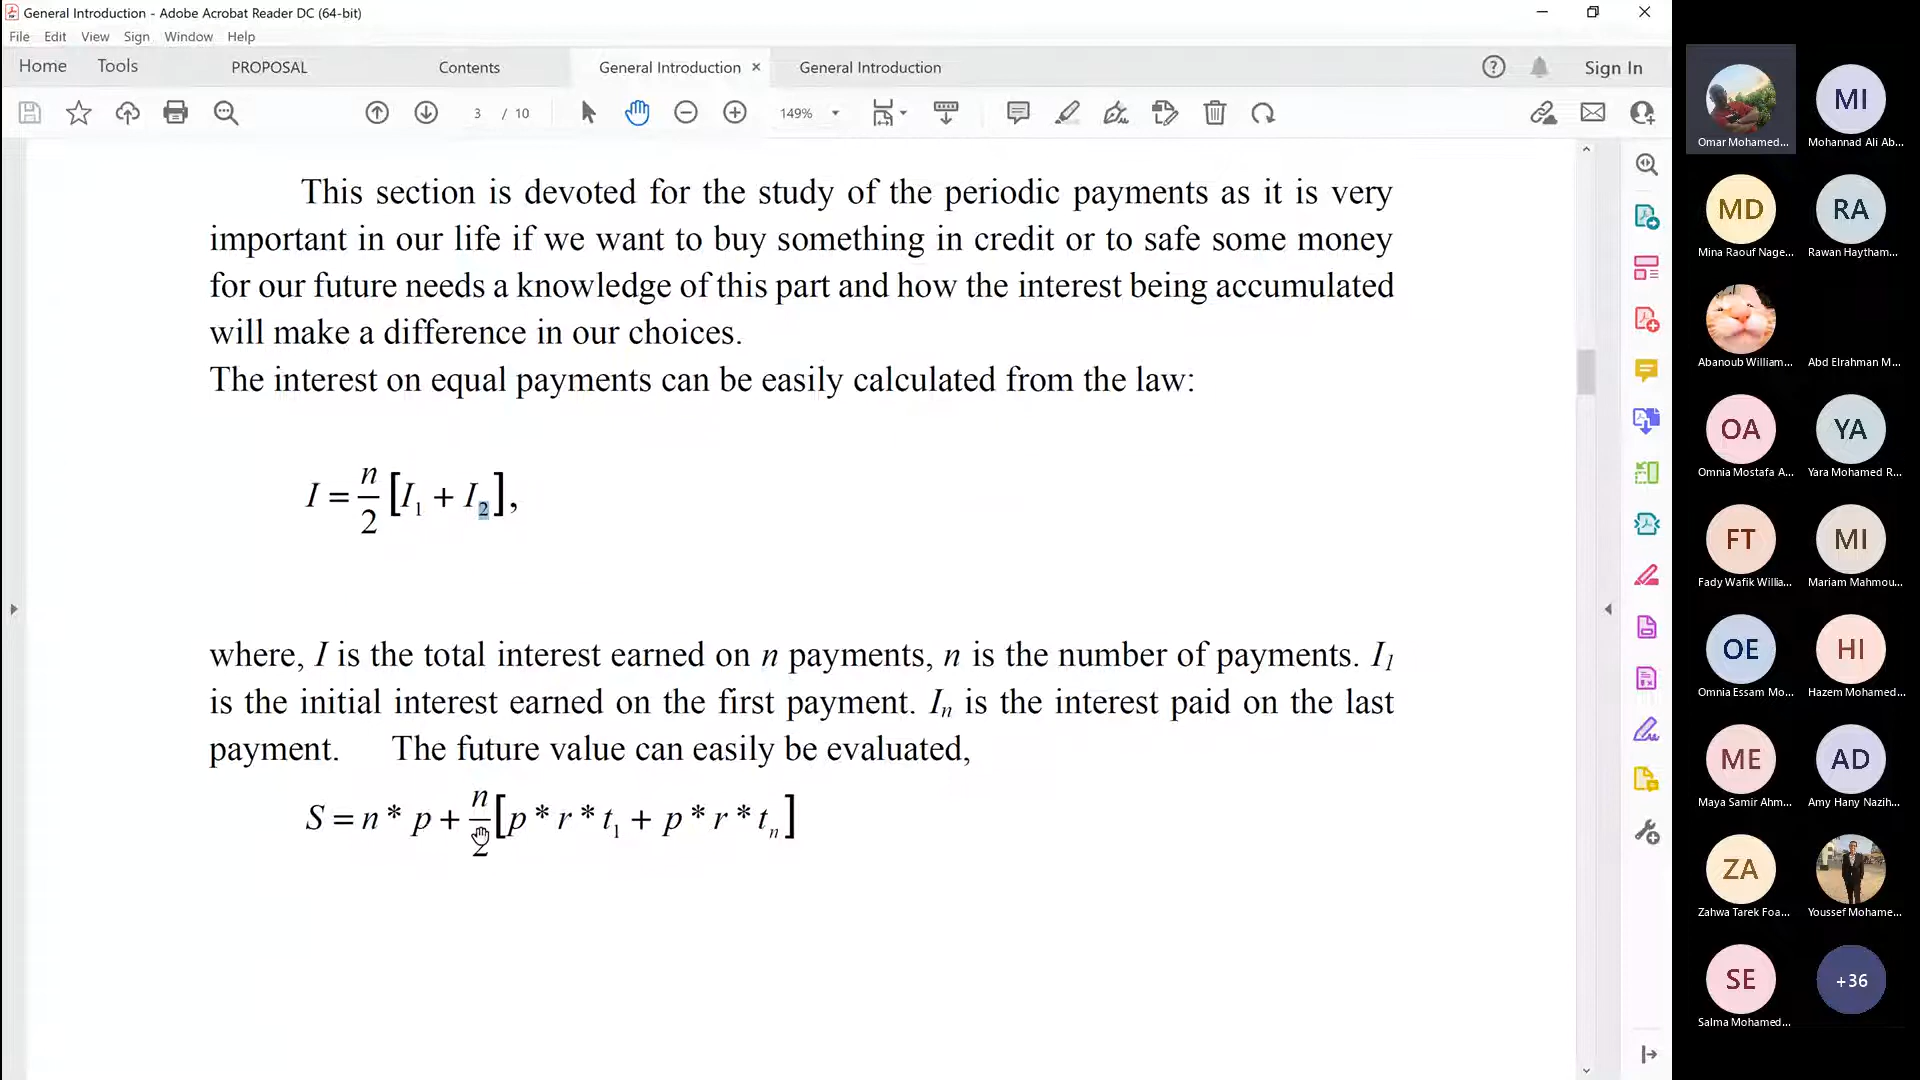 General Introduction - Adobe Acrobat Reader DC (64-bit)
File Edit View Sign Window Help
Home Tools PROPOSAL Contents General Introduction × General Introduction Sign In
3 / 10 149%
This section is devoted for the study of the periodic payments as it is very
important in our life if we want to buy something in credit or to safe some money
for our future needs a knowledge of this part and how the interest being accumulated
will make a difference in our choices.
The interest on equal payments can be easily calculated from the law:
I = n/2 [I₁ + I₂],
where, I is the total interest earned on n payments, n is the number of payments. I₁
is the initial interest earned on the first payment. Iₙ is the interest paid on the last
payment. The future value can easily be evaluated,
S = n * p + n/2 [p * r * t₁ + p * r * tₙ]
Omar Mohamed...
MI
Mohannad Ali Ab...
MD
Mina Raouf Nage...
RA
Rawan Haytham...
Abanoub William...
Abd Elrahman M...
OA
Omnia Mostafa A...
YA
Yara Mohamed R...
FT
Fady Wafik Willia...
MI
Mariam Mahmou...
OE
Omnia Essam Mo...
HI
Hazem Mohamed...
ME
Maya Samir Ahm...
AD
Amy Hany Nazih...
ZA
Zahwa Tarek Foa...
Youssef Mohame...
SE
Salma Mohamed...
+36